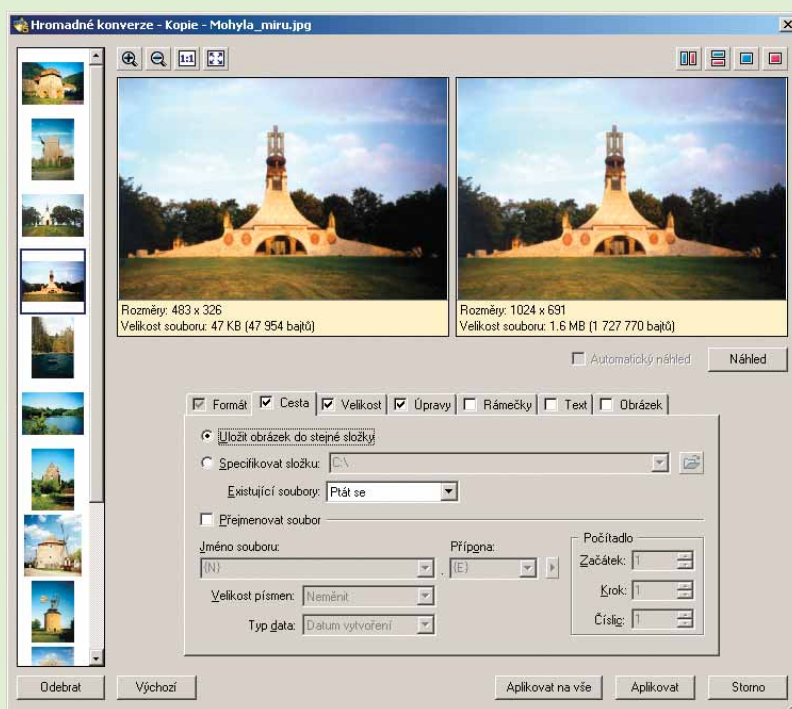 Hromadné konverze - Kopie - Mohyla_miru.jpg
1:1
Rozměry: 483 x 326
Velikost souboru: 47 KB (47 954 bajtů)
Rozměry: 1024 x 691
Velikost souboru: 1.6 MB (1 727 770 bajtů)
Automatický náhled Náhled
Formát Cesta Velikost Úpravy Rámečky Text Obrázek
Uložit obrázek do stejné složky
Specifikovat složku: C:\
Existující soubory: Ptát se
Přejmenovat soubor
Jméno souboru: Přípona: Počítadlo
{N} . {E} Začátek: 1
Velikost písmen: Neměnit Krok: 1
Typ data: Datum vytvoření Číslic: 1
Odebrat Výchozí Aplikovat na vše Aplikovat Storno